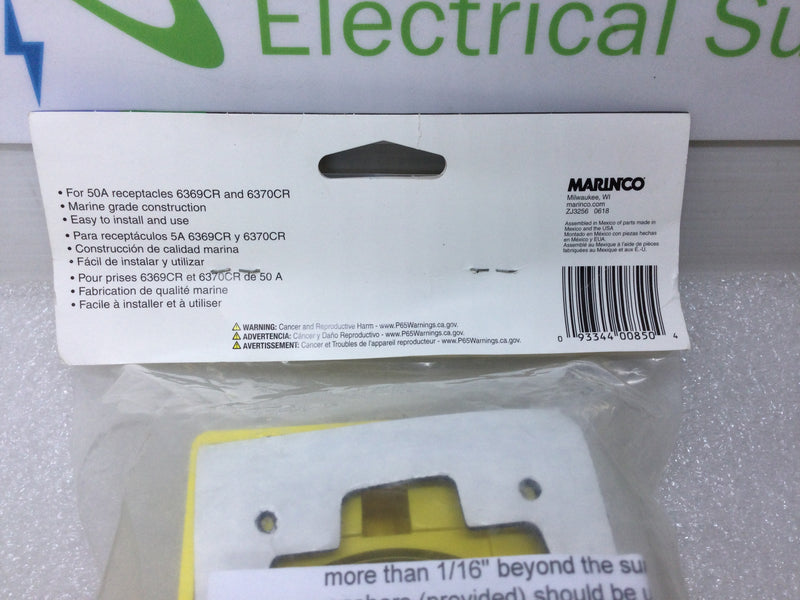 Electrical Su
• For 50A receptacles 6369CR and 6370CR
• Marine grade construction
• Easy to install and use
• Para receptáculos 5A 6369CR y 6370CR
• Construcción de calidad marina
• Fácil de instalar y utilizar
• Pour prises 6369CR et 6370CR de 50 A
• Fabrication de qualité marine
• Facile à installer et à utiliser
MARINCO
Milwaukee, WI
marinco.com
ZJ3256 0618
Assembled in Mexico of parts made in
Mexico and the USA
Montado en México con piezas hechas
en México y EUA.
Assemblé au Mexique à l'aide de pièces
fabriquées au Mexique et aux É.-U.
0 93344 00850 4
WARNING: Cancer and Reproductive Harm - www.P65Warnings.ca.gov.
ADVERTENCIA: Cáncer y Daño Reproductivo - www.P65Warnings.ca.gov.
AVERTISSEMENT: Cancer et Troubles de l'appareil reproducteur - www.P65Warnings.ca.gov.
more than 1/16" beyond the su
(provided) should be u